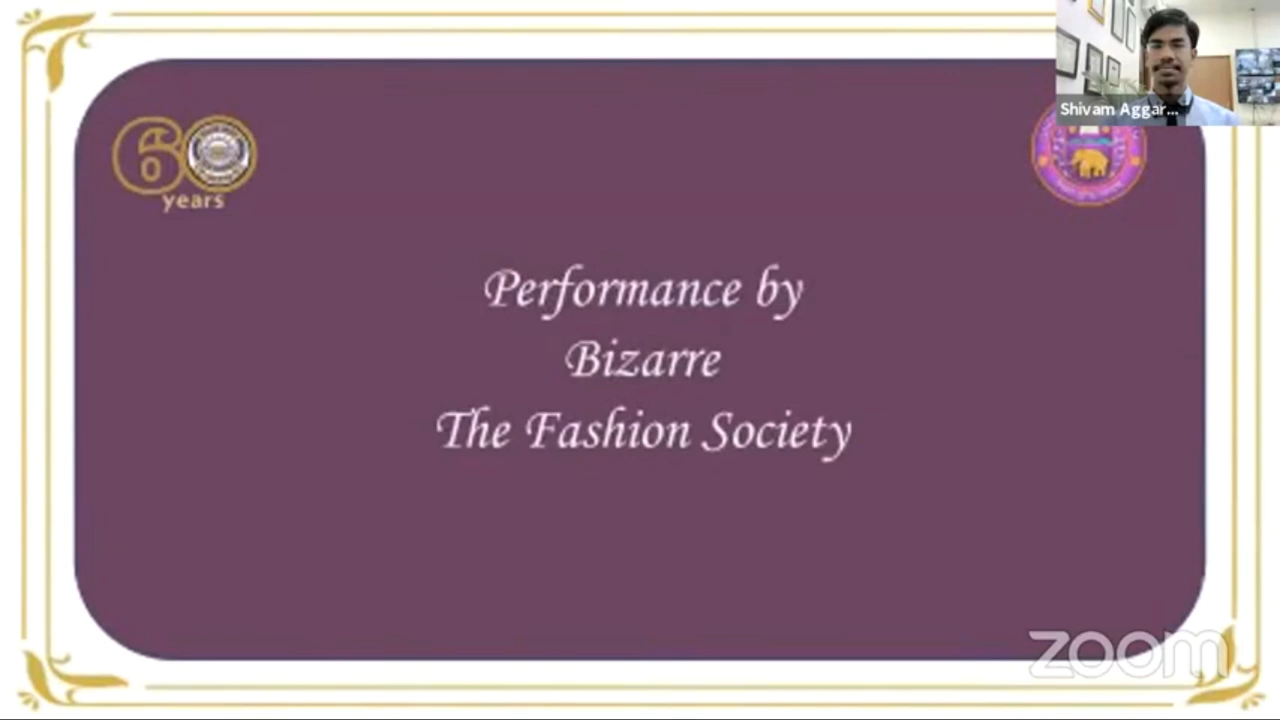 Shivam Aggar...
60
years
Performance by
Bizarre
The Fashion Society
zoom